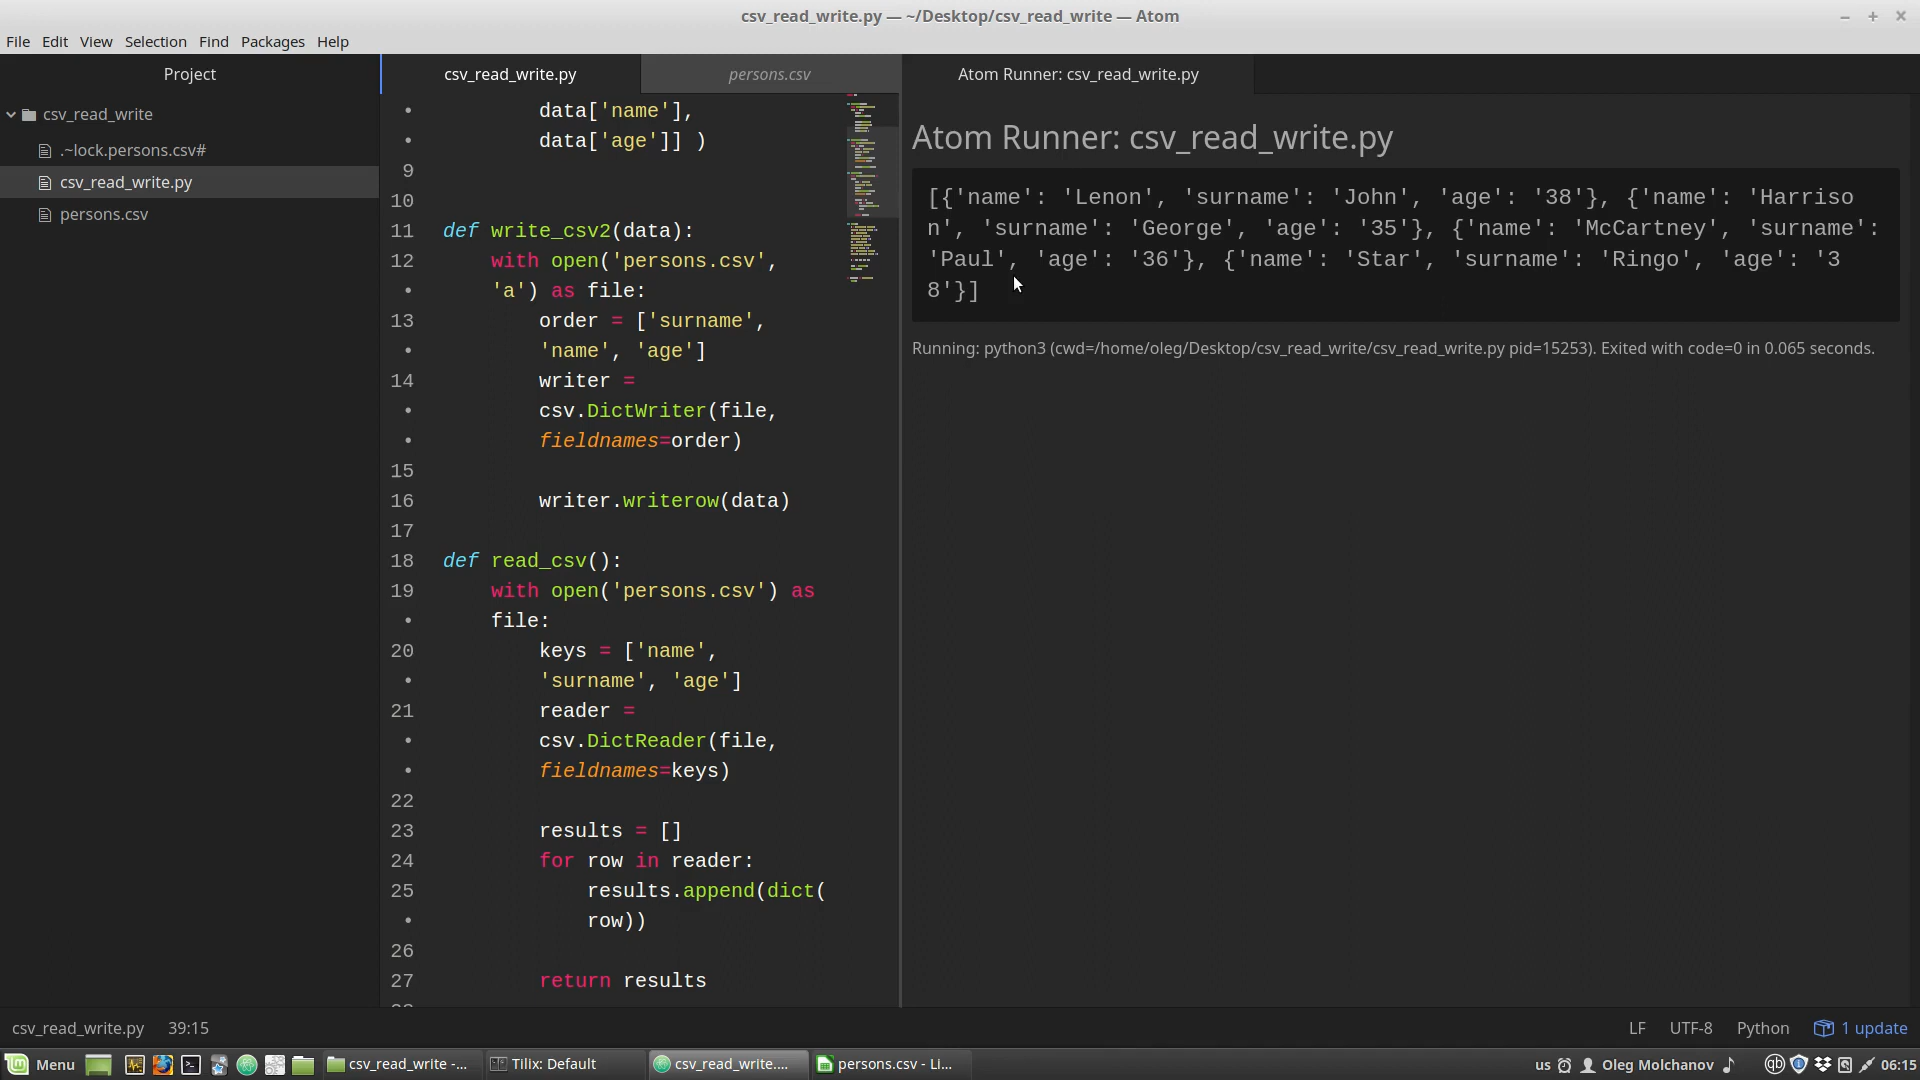 csv_read_write.py — ~/Desktop/csv_read_write — Atom
File Edit View Selection Find Packages Help
Project
csv_read_write
.~lock.persons.csv#
csv_read_write.py
persons.csv
csv_read_write.py
persons.csv
• data['name'],
• data['age']] )
9
10
11 def write_csv2(data):
12 with open('persons.csv',
• 'a') as file:
13 order = ['surname',
• 'name', 'age']
14 writer =
• csv.DictWriter(file,
• fieldnames=order)
15
16 writer.writerow(data)
17
18 def read_csv():
19 with open('persons.csv') as
• file:
20 keys = ['name',
• 'surname', 'age']
21 reader =
• csv.DictReader(file,
• fieldnames=keys)
22
23 results = []
24 for row in reader:
25 results.append(dict(
• row))
26
27 return results
Atom Runner: csv_read_write.py
Atom Runner: csv_read_write.py
[{'name': 'Lenon', 'surname': 'John', 'age': '38'}, {'name': 'Harriso
n', 'surname': 'George', 'age': '35'}, {'name': 'McCartney', 'surname':
'Paul', 'age': '36'}, {'name': 'Star', 'surname': 'Ringo', 'age': '3
8'}]
Running: python3 (cwd=/home/oleg/Desktop/csv_read_write/csv_read_write.py pid=15253). Exited with code=0 in 0.065 seconds.
csv_read_write.py 39:15
LF UTF-8 Python 1 update
Menu
csv_read_write -...
Tilix: Default
csv_read_write....
persons.csv - Li...
us
Oleg Molchanov
qb
06:15